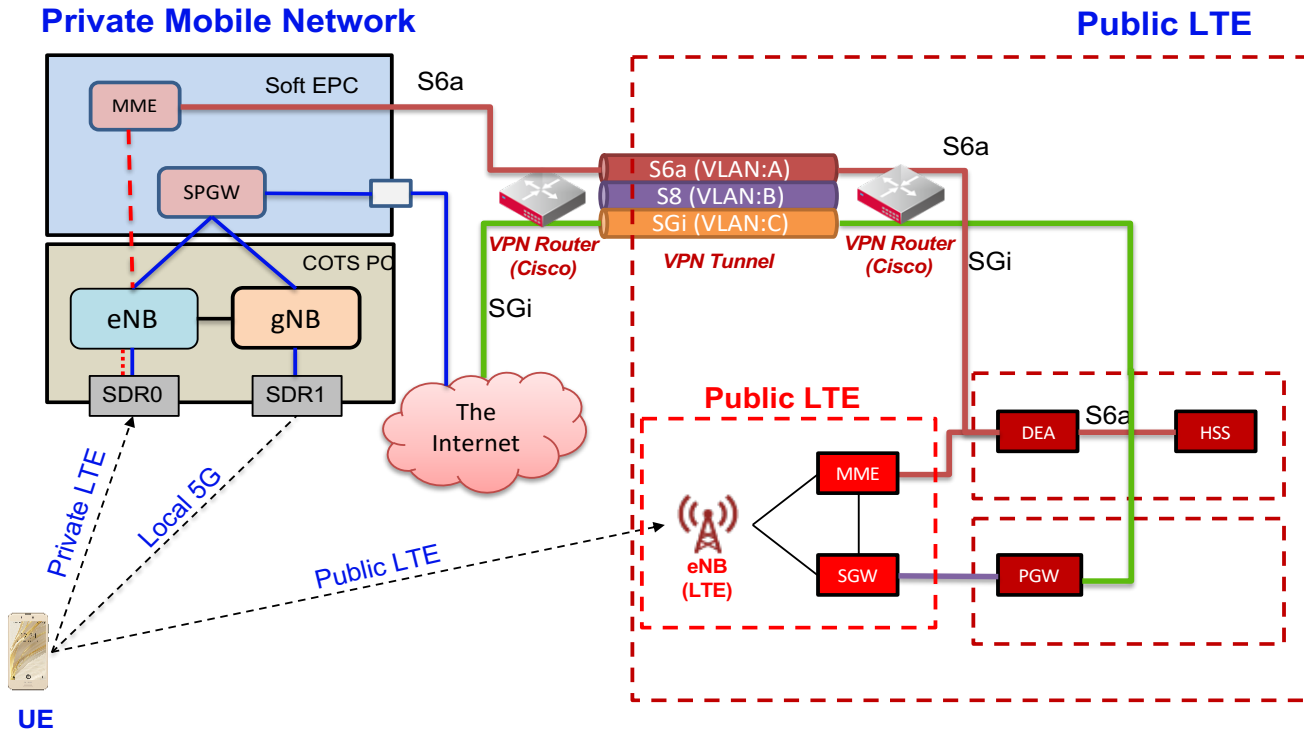 Private Mobile Network
Public LTE
Soft EPC
S6a
MME
SPGW
COTS PC
eNB
gNB
SDR0
SDR1
S6a (VLAN:A)
S8 (VLAN:B)
SGi (VLAN:C)
VPN Router
(Cisco)
VPN Tunnel
VPN Router
(Cisco)
S6a
SGi
SGi
The
Internet
Private LTE
Local 5G
Public LTE
UE
Public LTE
eNB
(LTE)
MME
SGW
DEA
S6a
HSS
PGW